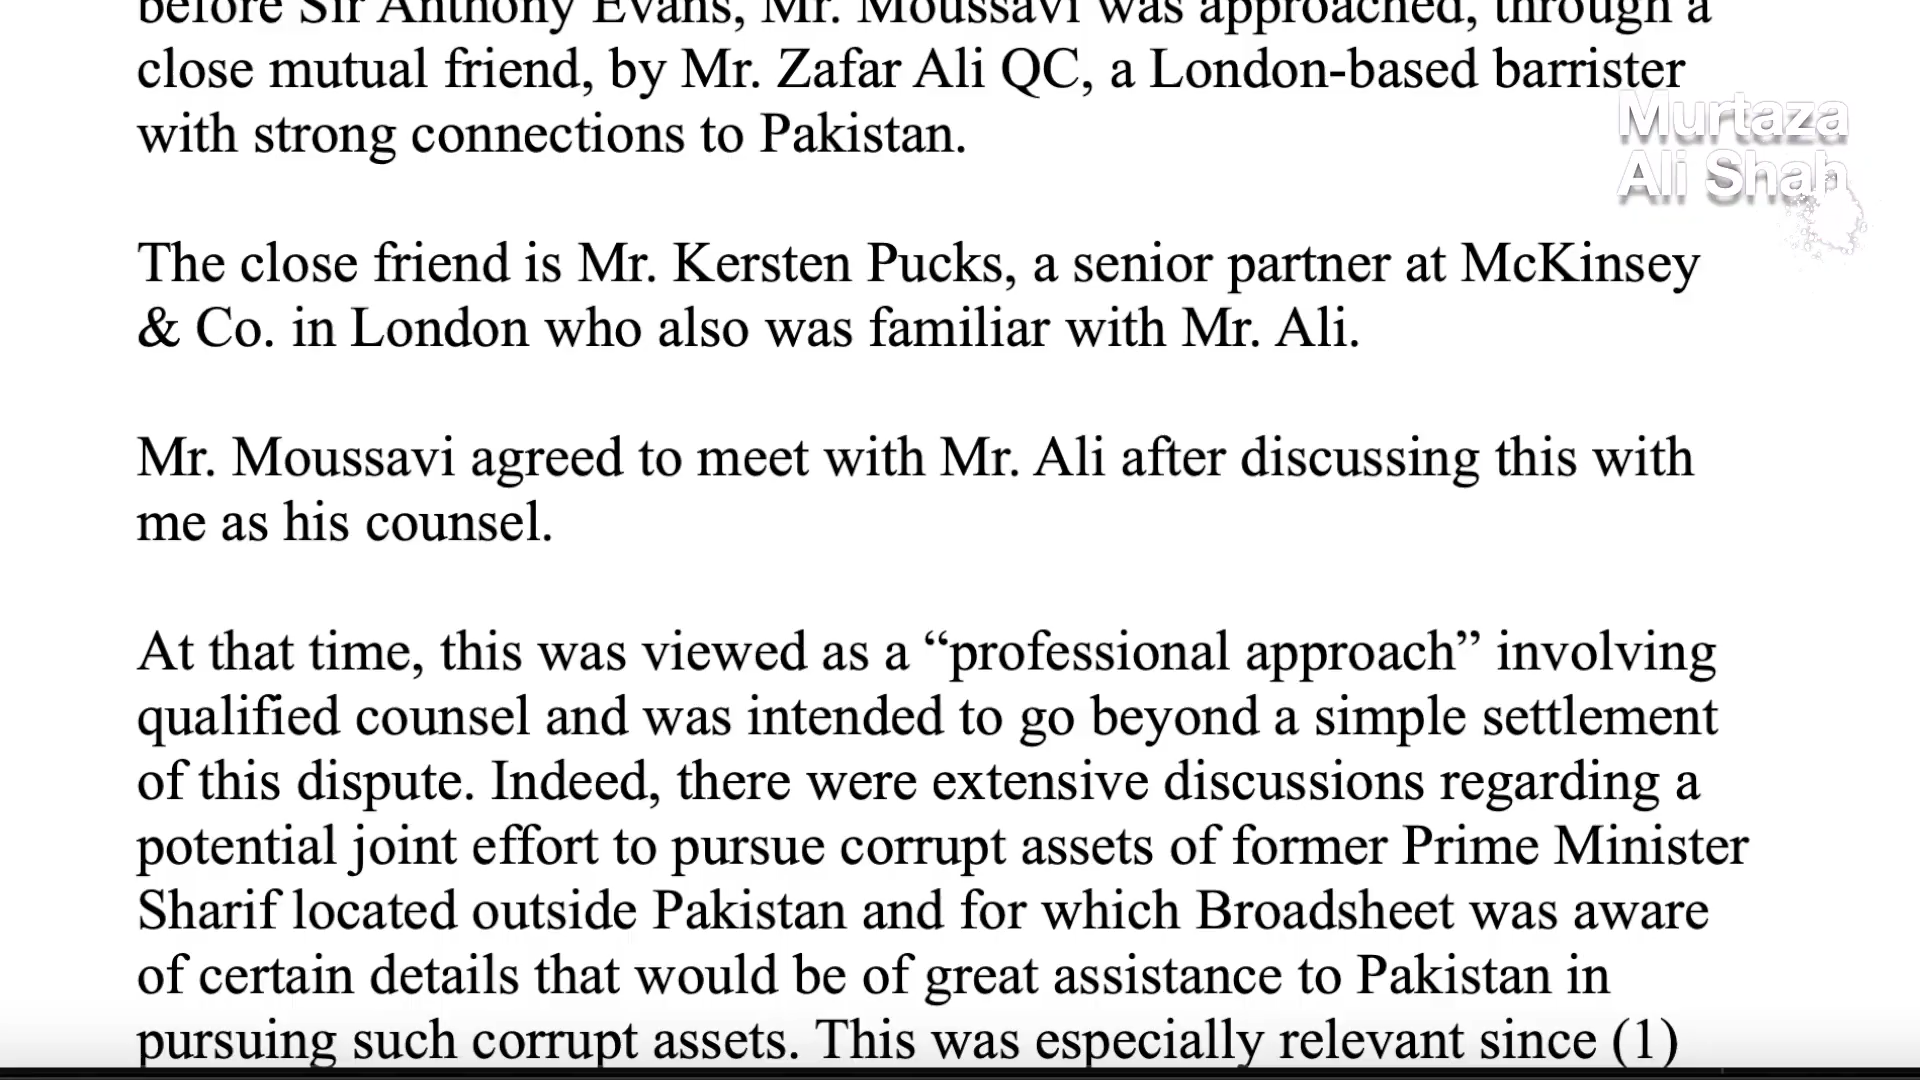 before Sir Anthony Evans, Mr. Moussavi was approached, through a
close mutual friend, by Mr. Zafar Ali QC, a London-based barrister
with strong connections to Pakistan.
Murtaza
Ali Shah
The close friend is Mr. Kersten Pucks, a senior partner at McKinsey
& Co. in London who also was familiar with Mr. Ali.
Mr. Moussavi agreed to meet with Mr. Ali after discussing this with
me as his counsel.
At that time, this was viewed as a “professional approach” involving
qualified counsel and was intended to go beyond a simple settlement
of this dispute. Indeed, there were extensive discussions regarding a
potential joint effort to pursue corrupt assets of former Prime Minister
Sharif located outside Pakistan and for which Broadsheet was aware
of certain details that would be of great assistance to Pakistan in
pursuing such corrupt assets. This was especially relevant since (1)